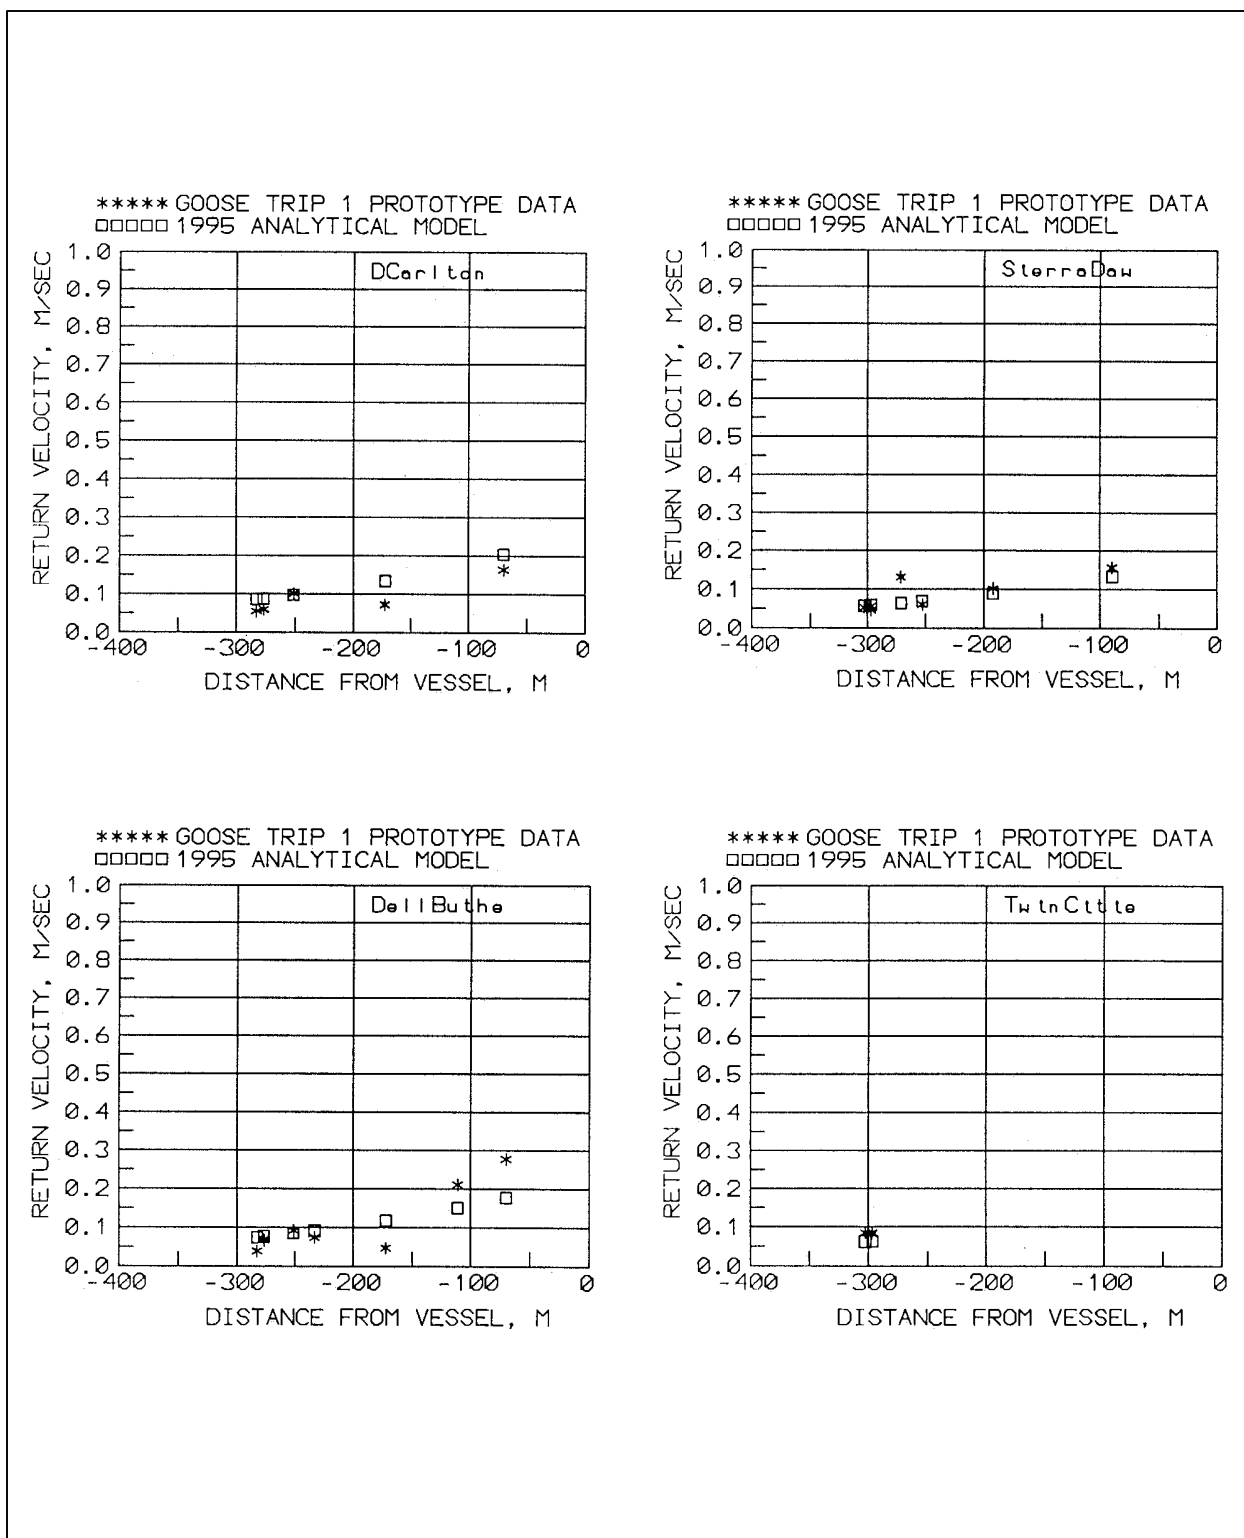 ***** GOOSE TRIP 1 PROTOTYPE DATA
□□□□□ 1995 ANALYTICAL MODEL
DCarlton
RETURN VELOCITY, M/SEC
1.0
0.9
0.8
0.7
0.6
0.5
0.4
0.3
0.2
0.1
0.0
-400 -300 -200 -100 0
DISTANCE FROM VESSEL, M
***** GOOSE TRIP 1 PROTOTYPE DATA
□□□□□ 1995 ANALYTICAL MODEL
SierraDaw
RETURN VELOCITY, M/SEC
1.0
0.9
0.8
0.7
0.6
0.5
0.4
0.3
0.2
0.1
0.0
-400 -300 -200 -100 0
DISTANCE FROM VESSEL, M
***** GOOSE TRIP 1 PROTOTYPE DATA
□□□□□ 1995 ANALYTICAL MODEL
DellButhe
RETURN VELOCITY, M/SEC
1.0
0.9
0.8
0.7
0.6
0.5
0.4
0.3
0.2
0.1
0.0
-400 -300 -200 -100 0
DISTANCE FROM VESSEL, M
***** GOOSE TRIP 1 PROTOTYPE DATA
□□□□□ 1995 ANALYTICAL MODEL
TwinCitie
RETURN VELOCITY, M/SEC
1.0
0.9
0.8
0.7
0.6
0.5
0.4
0.3
0.2
0.1
0.0
-400 -300 -200 -100 0
DISTANCE FROM VESSEL, M